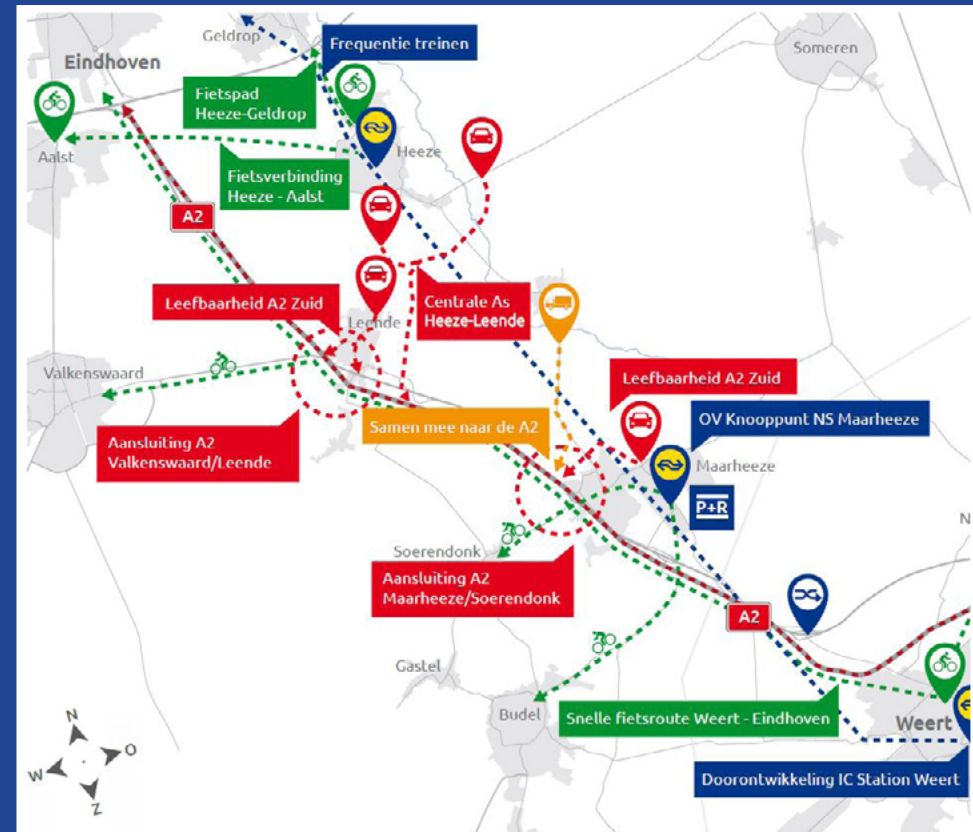 Geldrop
Frequentie treinen
Someren
Eindhoven
Fietspad
Heeze-Geldrop
Heeze
Aalst
Fietsverbinding
Heeze - Aalst
A2
Leefbaarheid A2 Zuid
Centrale As
Heeze-Leende
Leende
Valkenswaard
Leefbaarheid A2 Zuid
Samen mee naar de A2
OV Knooppunt NS Maarheeze
Aansluiting A2
Valkenswaard/Leende
Maarheeze
P+R
N
Soerendonk
Aansluiting A2
Maarheeze/Soerendonk
A2
Gastel
Budel
Snelle fietsroute Weert - Eindhoven
Weert
N
O
W
Z
Doorontwikkeling IC Station Weert